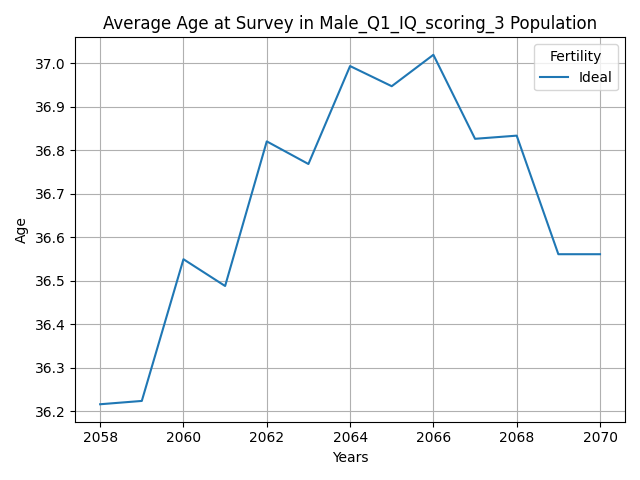 Average Age at Survey in Male_Q1_IQ_scoring_3 Population
Fertility
Ideal
37.0
36.9
36.8
36.7
36.6
36.5
36.4
36.3
36.2
Age
2058 2060 2062 2064 2066 2068 2070
Years